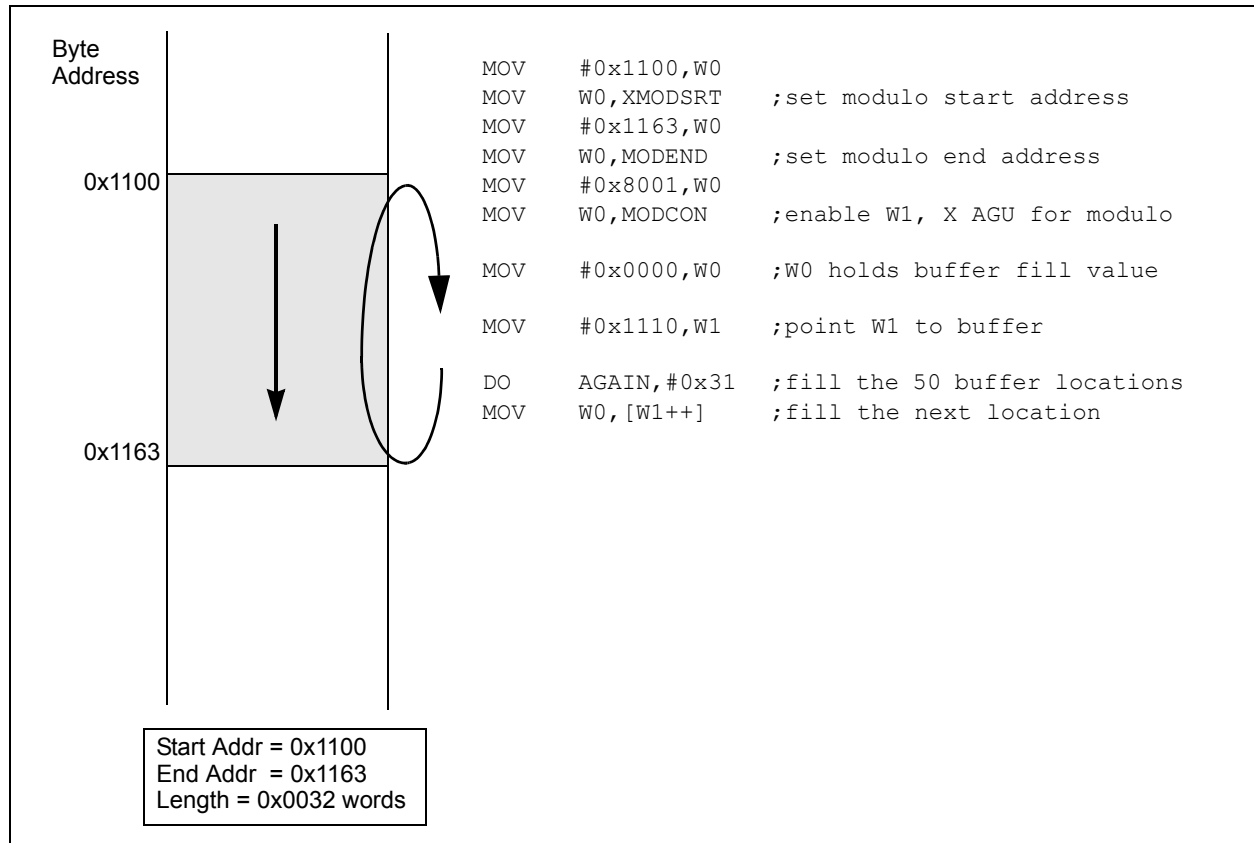 Byte
Address
0x1100
0x1163
MOV #0x1100,W0
MOV W0,XMODSRT ;set modulo start address
MOV #0x1163,W0
MOV W0,MODEND ;set modulo end address
MOV #0x8001,W0
MOV W0,MODCON ;enable W1, X AGU for modulo
MOV #0x0000,W0 ;W0 holds buffer fill value
MOV #0x1110,W1 ;point W1 to buffer
DO AGAIN,#0x31 ;fill the 50 buffer locations
MOV W0,[W1++] ;fill the next location
Start Addr = 0x1100
End Addr = 0x1163
Length = 0x0032 words